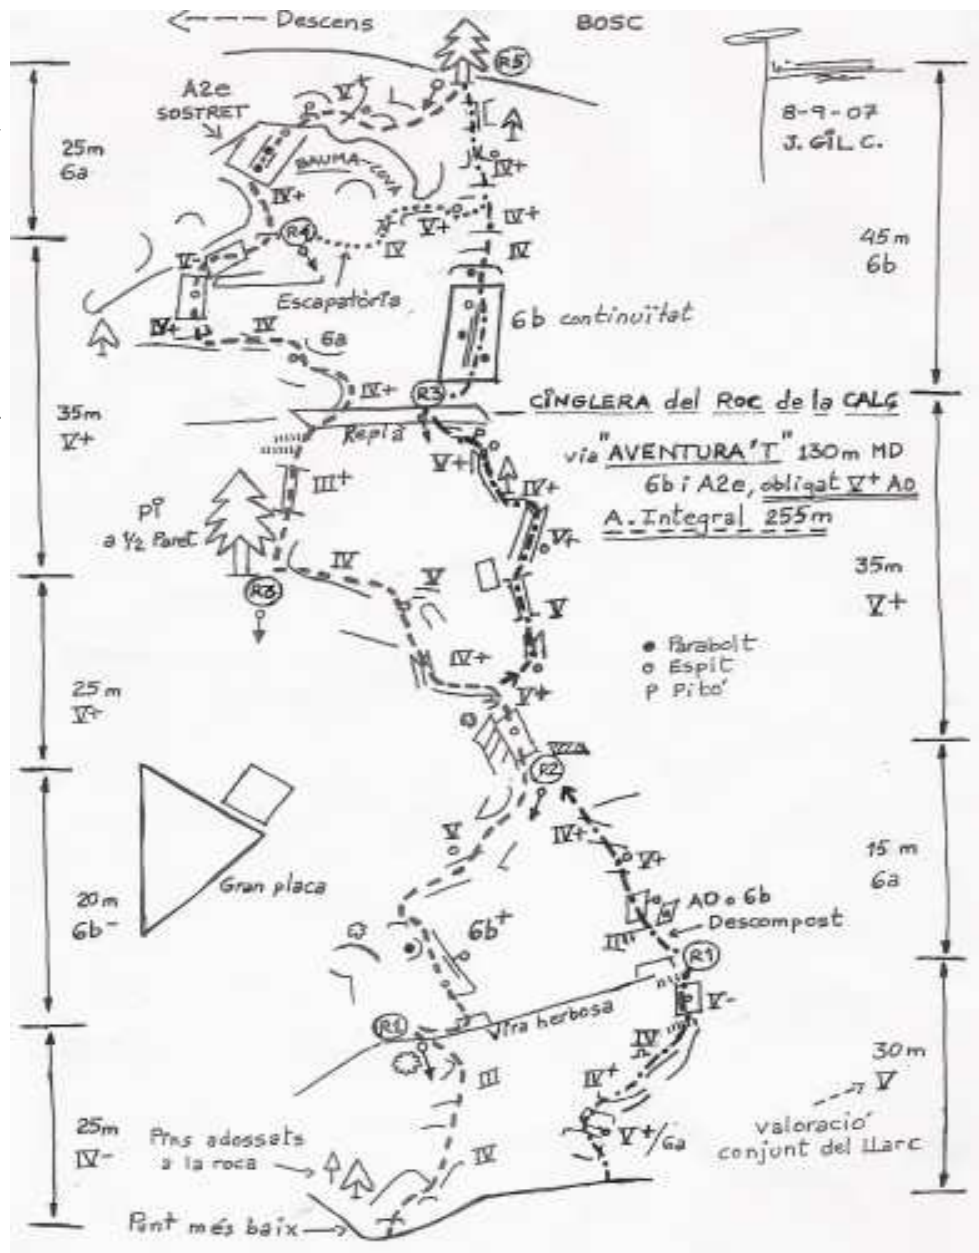 Descens
BOSC
R5
A2e
SOSTRET
V+
8-9-07
J. GIL C.
25m
6a
BAUMA-COVA
IV+
IV+
R4
IV
V+
IV+
IV
45m
6b
V-
Escapatòria
IV+
IV
6a
6b continuïtat
IV+
R3
CINGLERA del ROC de la CALÇ
35m
V+
Replà
P
via "AVENTURA'T" 130m MD
V+
III+
IV+
6b i A2e, obligat V+ A0
A. Integral 255m
Pi
a 1/2 Paret
V+
IV
V
35m
V+
R3
V
Parabolt
Espit
P Pitó
IV+
25m
V+
V+
R2
V
IV+
V+
15m
6a
Gran placa
20m
6b-
6b+
A0 o 6b
Descompost
R1
P
V-
R1
Vira herbosa
IV
III
IV+
30m
V
25m
IV-
Pins adossats
a la roca
IV
V+/6a
valoració
conjunt del LLarc
Punt més baix